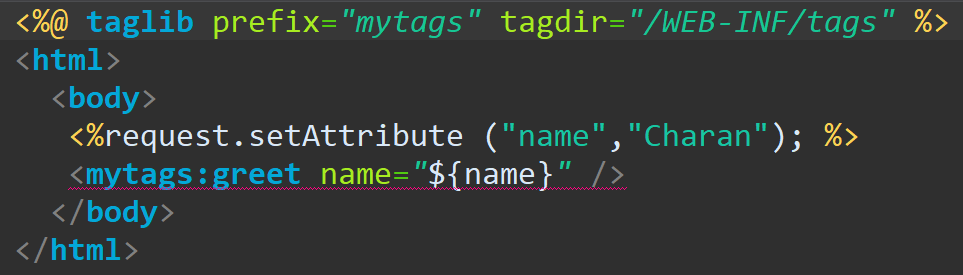 <%@ taglib prefix="mytags" tagdir="/WEB-INF/tags" %>
<html>
<body>
<%request.setAttribute ("name","Charan"); %>
<mytags:greet name="${name}" />
</body>
</html>